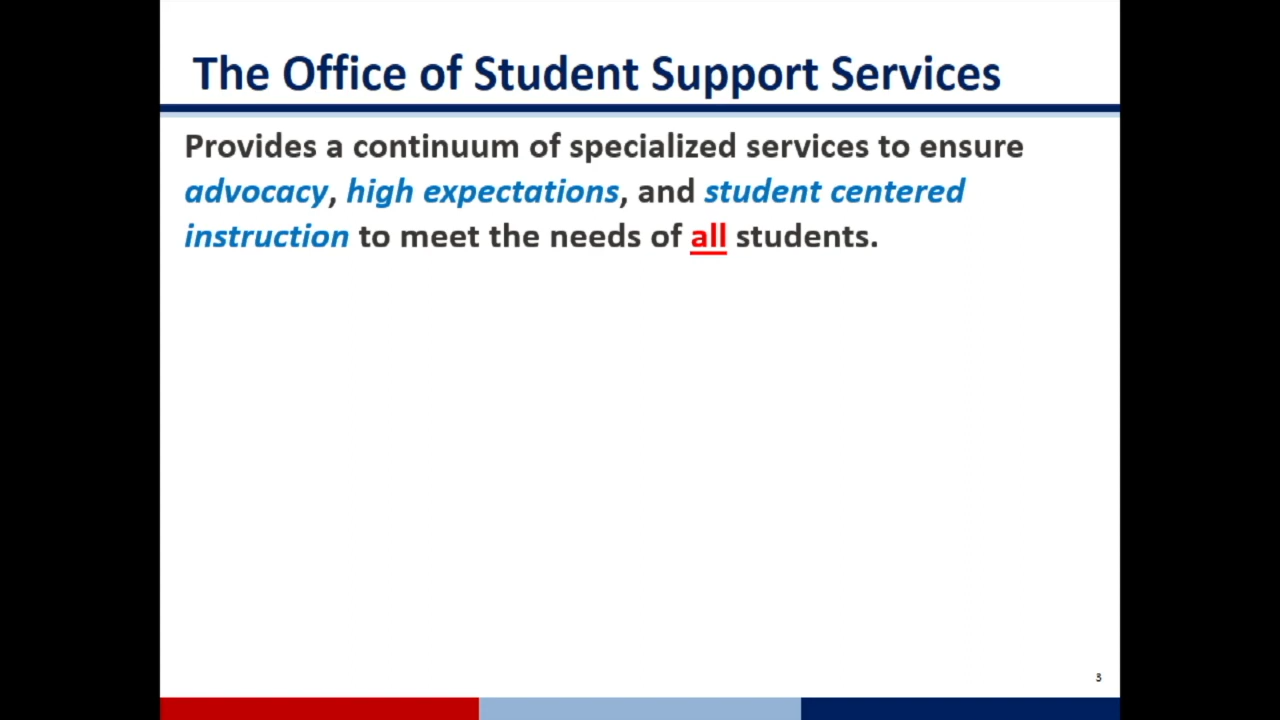 The Office of Student Support Services
Provides a continuum of specialized services to ensure
advocacy, high expectations, and student centered
instruction to meet the needs of all students.
3